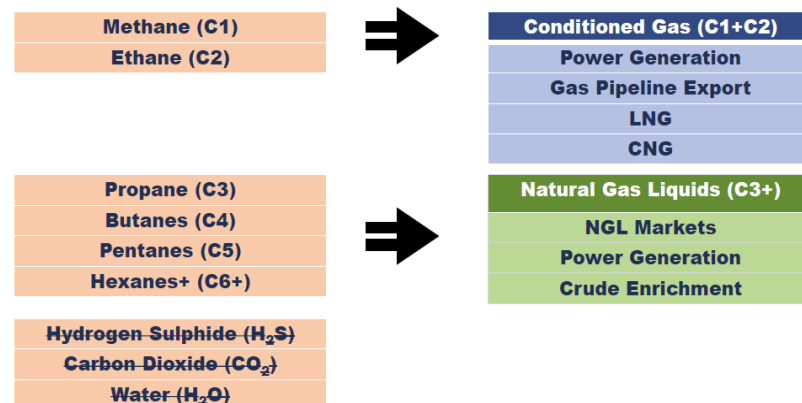 Methane (C1)
Ethane (C2)
Conditioned Gas (C1+C2)
Power Generation
Gas Pipeline Export
LNG
CNG
Propane (C3)
Butanes (C4)
Pentanes (C5)
Hexanes+ (C6+)
Natural Gas Liquids (C3+)
NGL Markets
Power Generation
Crude Enrichment
Hydrogen Sulphide (H₂S)
Carbon Dioxide (CO₂)
Water (H₂O)